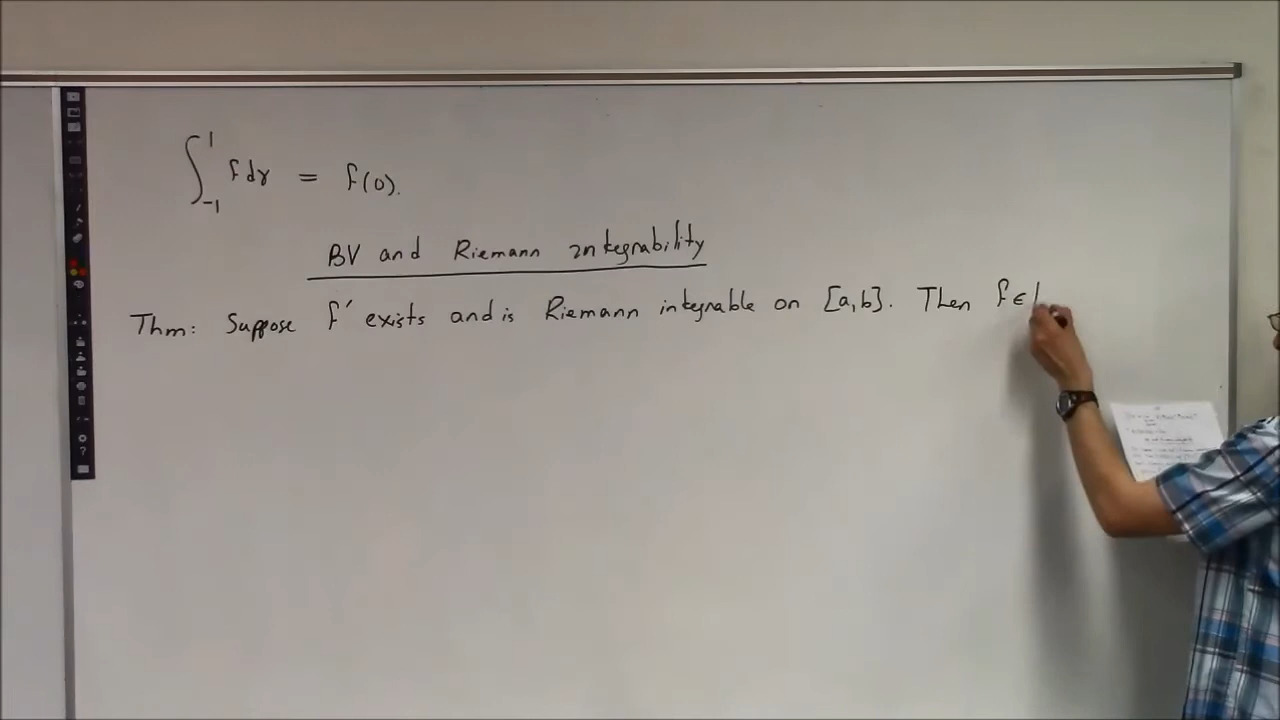 ∫_{-1}^{1} f dγ = f(0).
BV and Riemann integrability
Thm: Suppose f' exists and is Riemann integrable on [a,b]. Then f ∈